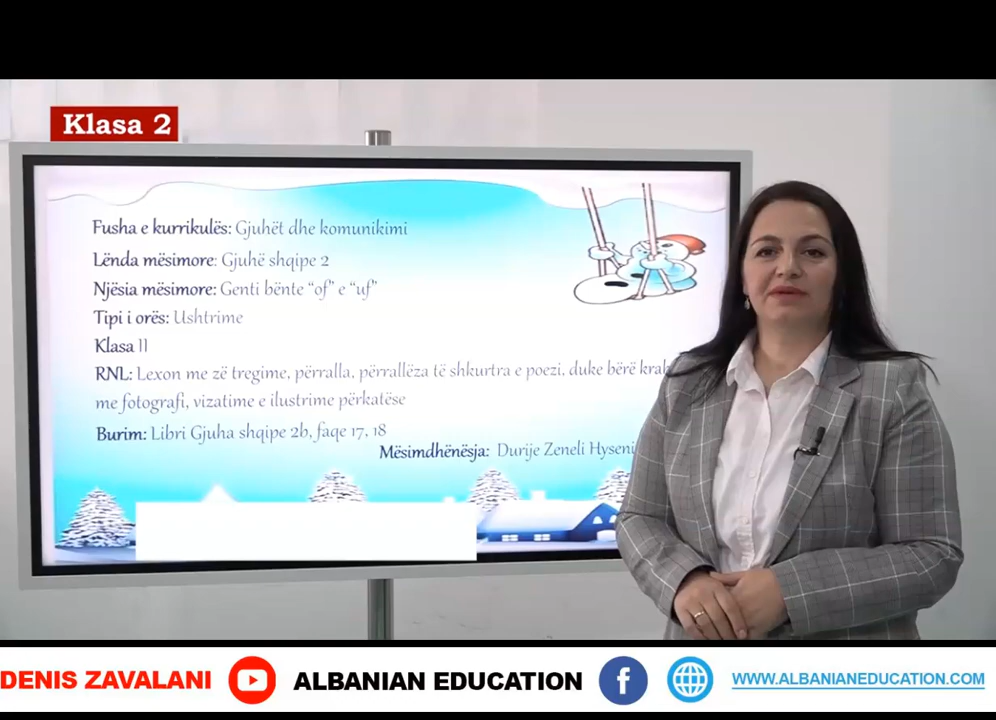 Klasa 2
Fusha e kurrikulës: Gjuhët dhe komunikimi
Lënda mësimore: Gjuhë shqipe 2
Njësia mësimore: Genti bënte “of” e “uf”
Tipi i orës: Ushtrime
Klasa II
RNL: Lexon me zë tregime, përralla, përrallëza të shkurtra e poezi, duke bërë
me fotografi, vizatime e ilustrime përkatëse
Burim: Libri Gjuha shqipe 2b, faqe 17, 18
Mësimdhënësja: Durije Zeneli Hyseni
DENIS ZAVALANI ALBANIAN EDUCATION f WWW.ALBANIANEDUCATION.COM